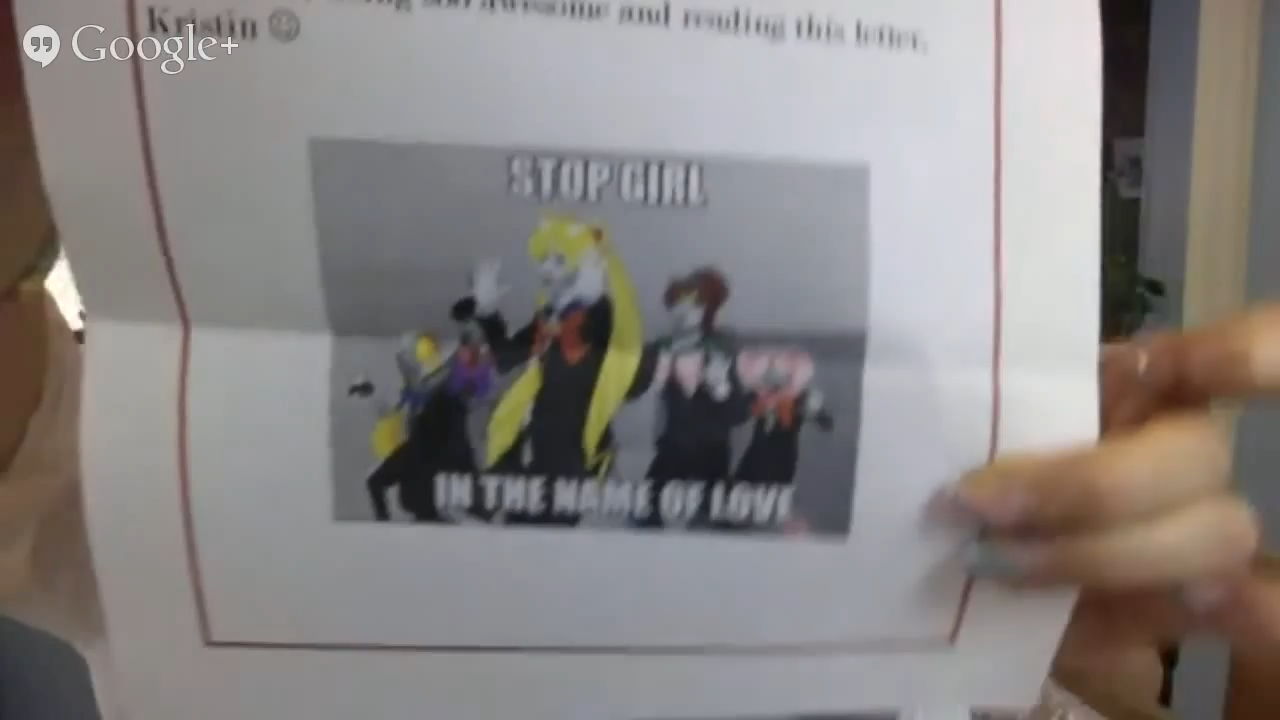 Google+
awesome and reading this letter,
Kristin ☺
STOP GIRL
IN THE NAME OF LOVE